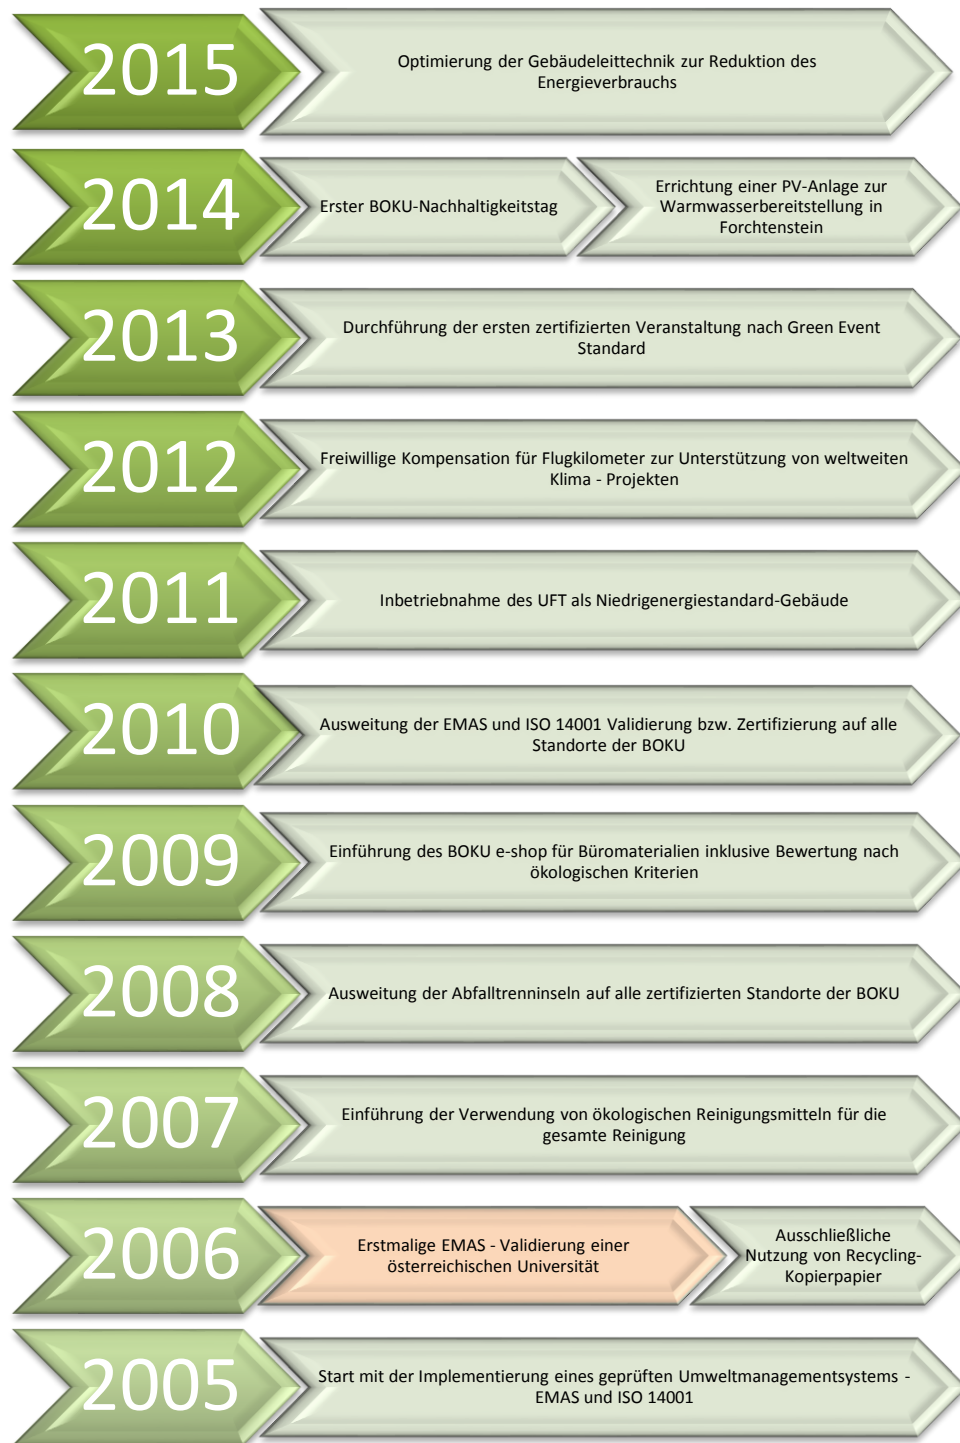 2015
Optimierung der Gebäudeleittechnik zur Reduktion des
Energieverbrauchs
2014
Erster BOKU-Nachhaltigkeitstag
Errichtung einer PV-Anlage zur
Warmwasserbereitstellung in
Forchtenstein
2013
Durchführung der ersten zertifizierten Veranstaltung nach Green Event
Standard
2012
Freiwillige Kompensation für Flugkilometer zur Unterstützung von weltweiten
Klima - Projekten
2011
Inbetriebnahme des UFT als Niedrigenergiestandard-Gebäude
2010
Ausweitung der EMAS und ISO 14001 Validierung bzw. Zertifizierung auf alle
Standorte der BOKU
2009
Einführung des BOKU e-shop für Büromaterialien inklusive Bewertung nach
ökologischen Kriterien
2008
Ausweitung der Abfalltrenninseln auf alle zertifizierten Standorte der BOKU
2007
Einführung der Verwendung von ökologischen Reinigungsmitteln für die
gesamte Reinigung
2006
Erstmalige EMAS - Validierung einer
österreichischen Universität
Ausschließliche
Nutzung von Recycling-
Kopierpapier
2005
Start mit der Implementierung eines geprüften Umweltmanagementsystems -
EMAS und ISO 14001